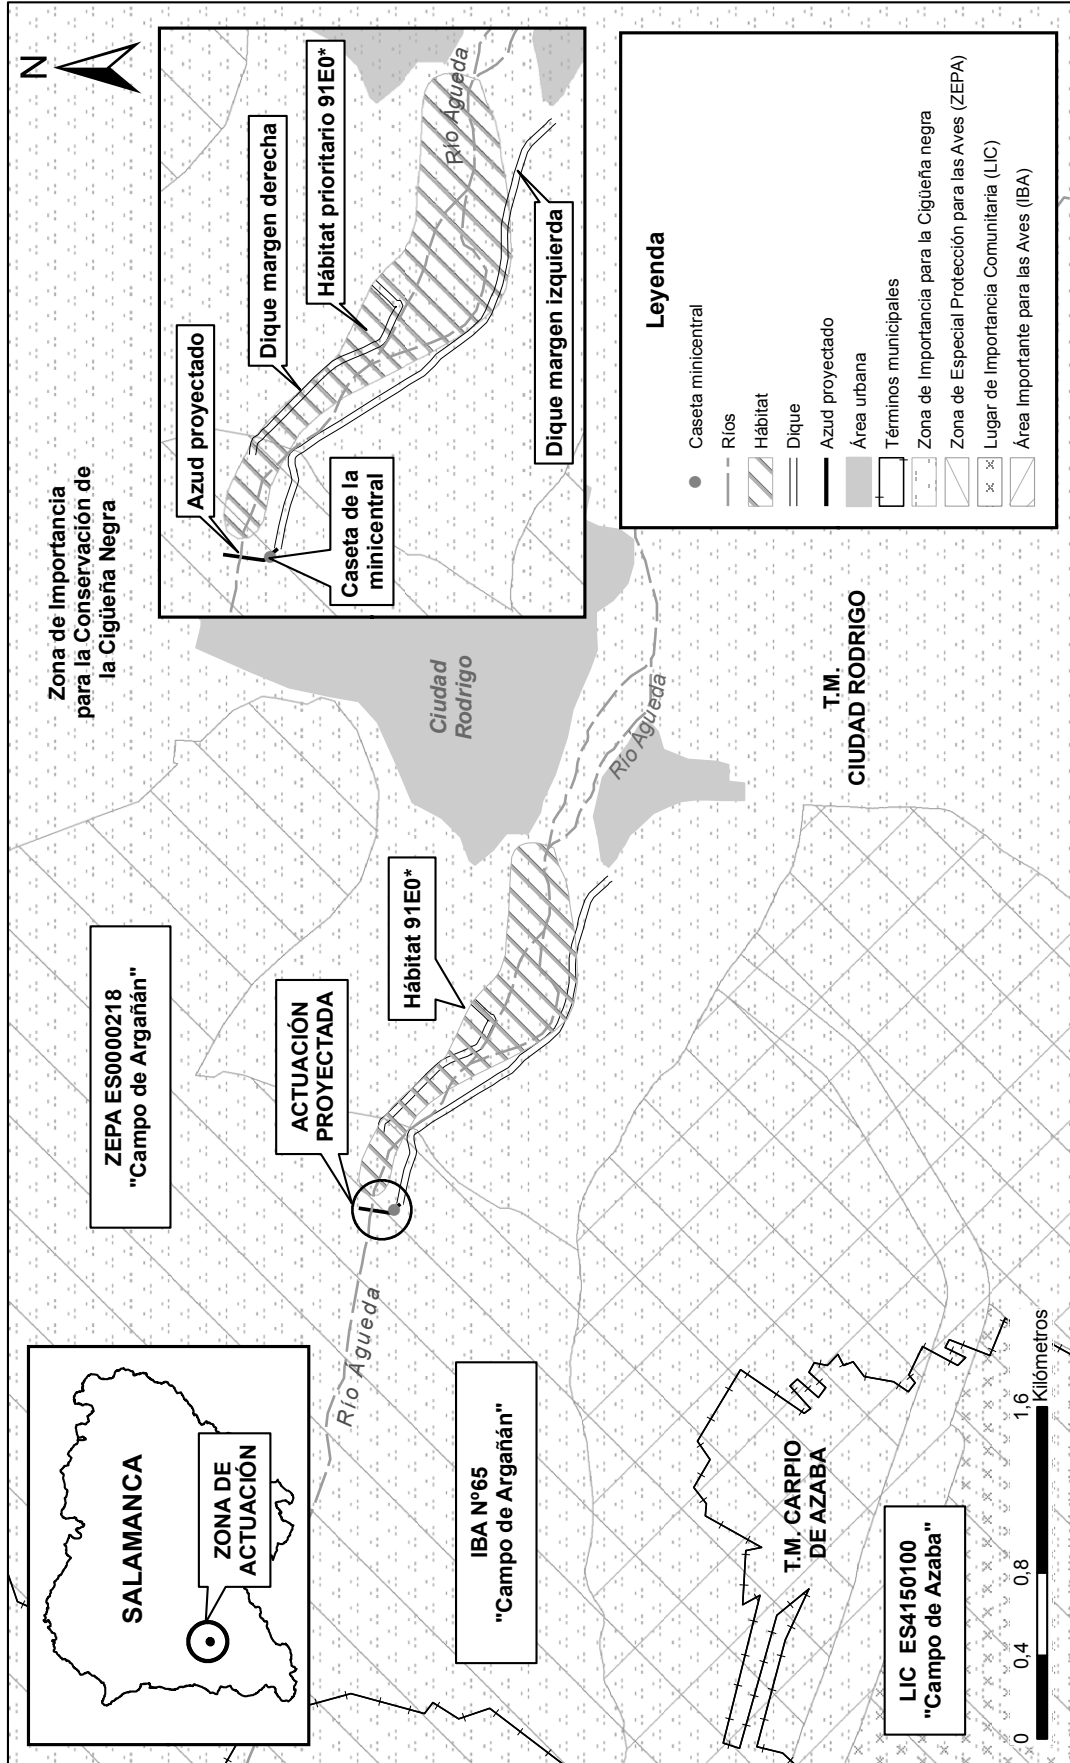 SALAMANCA
ZONA DE
ACTUACIÓN
ZEPA ES0000218
"Campo de Argañán"
Zona de Importancia
para la Conservación de
la Cigüeña Negra
N
Azud proyectado
Dique margen derecha
Hábitat prioritario 91E0*
Río Agueda
Caseta de la
minicentral
Dique margen izquierda
ACTUACIÓN
PROYECTADA
Hábitat 91E0*
Ciudad
Rodrigo
Río Agueda
Río Agueda
IBA Nº65
"Campo de Argañán"
T.M. CARPIO
DE AZABA
T.M.
CIUDAD RODRIGO
LIC ES4150100
"Campo de Azaba"
0 0,4 0,8 1,6
Kilómetros
Leyenda
Caseta minicentral
Ríos
Hábitat
Dique
Azud proyectado
Área urbana
Términos municipales
Zona de Importancia para la Cigüeña negra
Zona de Especial Protección para las Aves (ZEPA)
Lugar de Importancia Comunitaria (LIC)
Área Importante para las Aves (IBA)